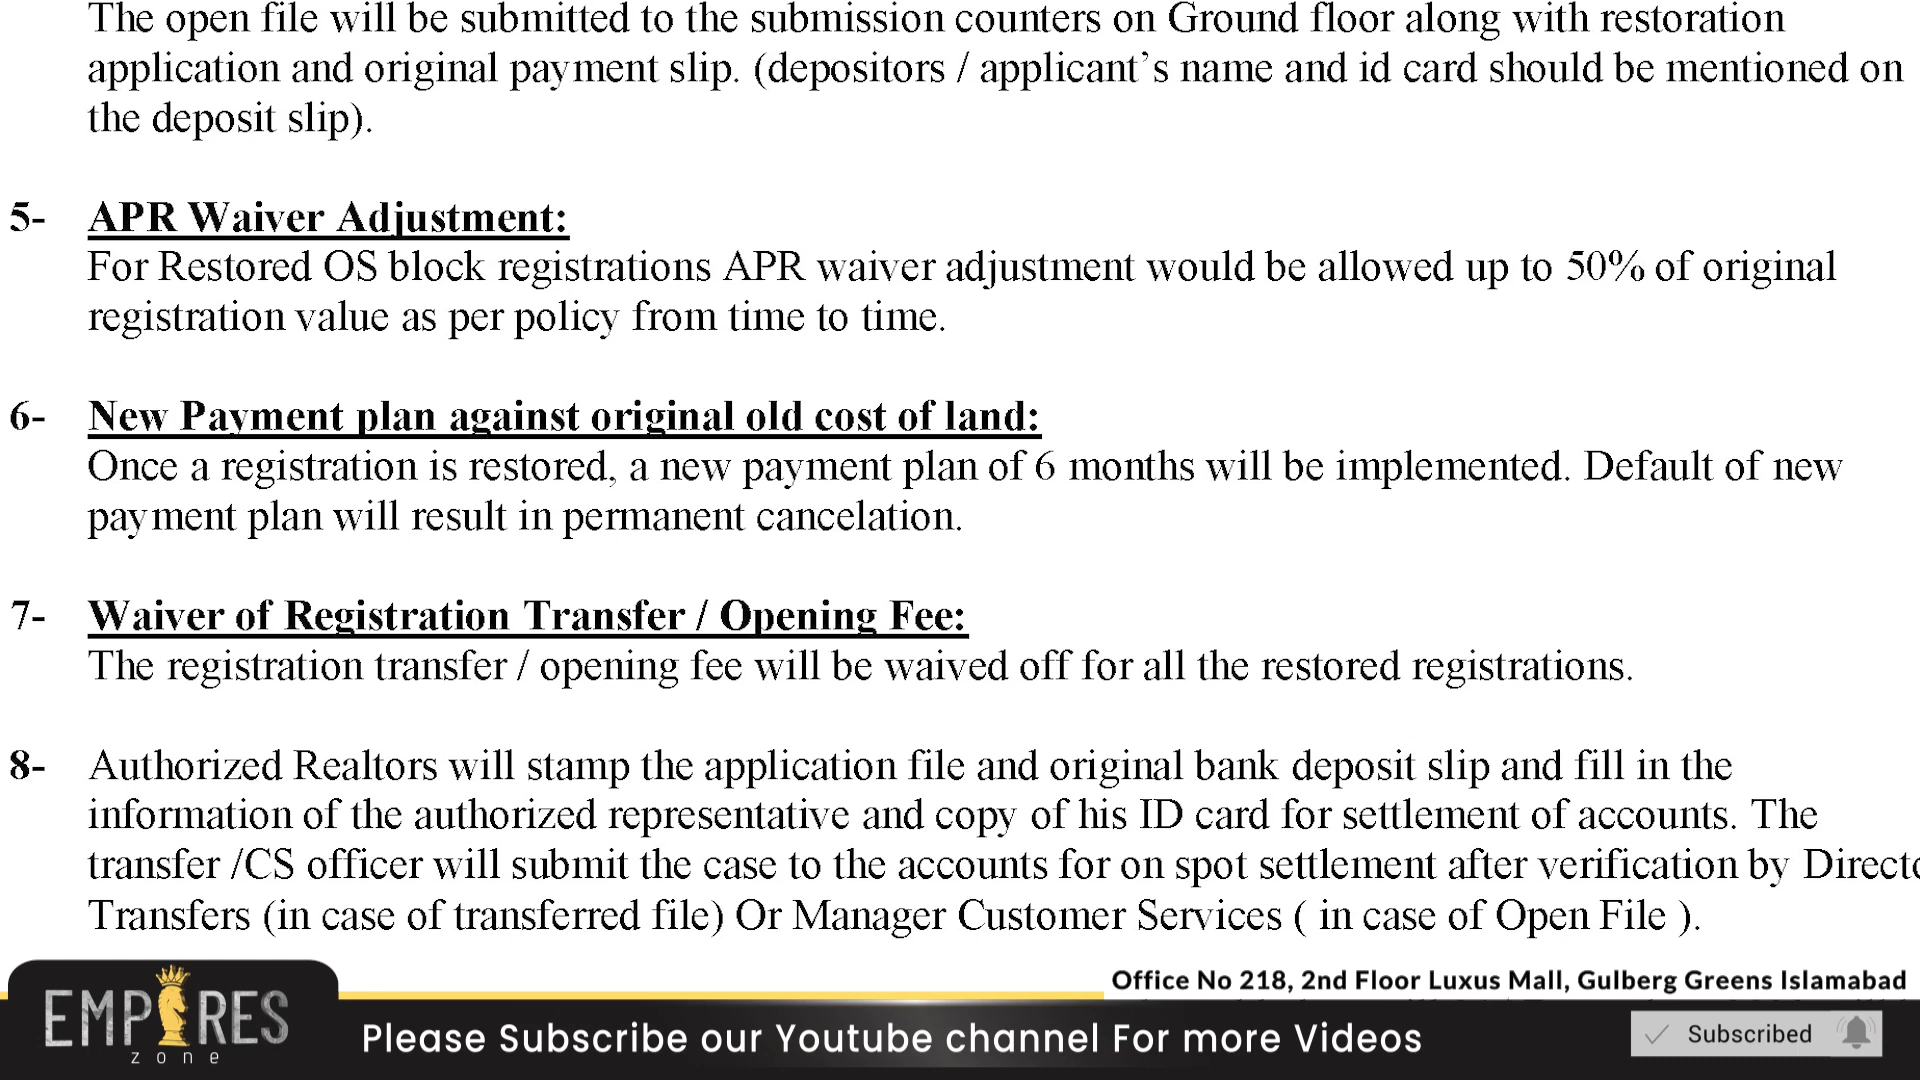 The open file will be submitted to the submission counters on Ground floor along with restoration
application and original payment slip. (depositors / applicant's name and id card should be mentioned on
the deposit slip).
5- APR Waiver Adjustment:
For Restored OS block registrations APR waiver adjustment would be allowed up to 50% of original
registration value as per policy from time to time.
6- New Payment plan against original old cost of land:
Once a registration is restored, a new payment plan of 6 months will be implemented. Default of new
payment plan will result in permanent cancelation.
7- Waiver of Registration Transfer / Opening Fee:
The registration transfer / opening fee will be waived off for all the restored registrations.
8- Authorized Realtors will stamp the application file and original bank deposit slip and fill in the
information of the authorized representative and copy of his ID card for settlement of accounts. The
transfer /CS officer will submit the case to the accounts for on spot settlement after verification by Directo
Transfers (in case of transferred file) Or Manager Customer Services ( in case of Open File ).
Office No 218, 2nd Floor Luxus Mall, Gulberg Greens Islamabad
EMPIRES
zone
Please Subscribe our Youtube channel For more Videos
Subscribed